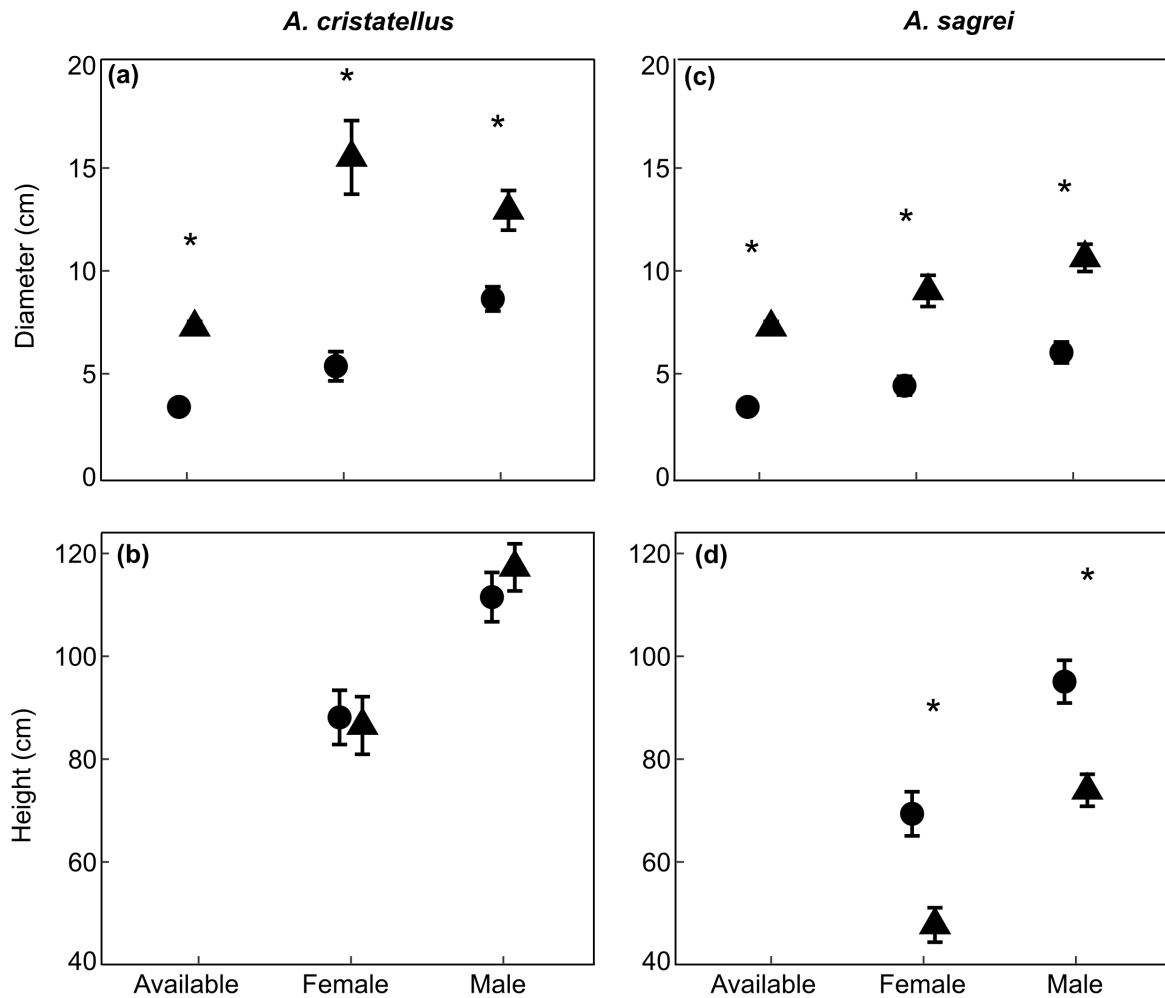 A. cristatellus
A. sagrei
(a)
(c)
Diameter (cm)
20
15
10
5
0
*
*
*
20
15
10
5
0
*
*
*
(b)
(d)
Height (cm)
120
100
80
60
40
120
100
80
60
40
*
*
Available Female Male
Available Female Male